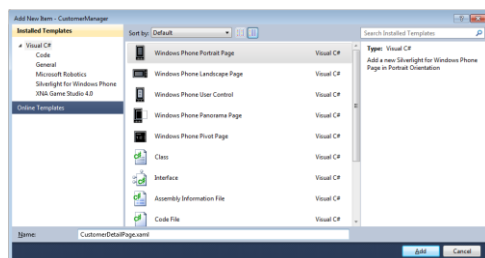 Add New Item - CustomerManager
Installed Templates
Sort by: Default
Search Installed Templates
Visual C#
Code
General
Microsoft Robotics
Silverlight for Windows Phone
XNA Game Studio 4.0
Online Templates
Windows Phone Portrait Page Visual C#
Windows Phone Landscape Page Visual C#
Windows Phone User Control Visual C#
Windows Phone Panorama Page Visual C#
Windows Phone Pivot Page Visual C#
Class Visual C#
Interface Visual C#
Assembly Information File Visual C#
Code File Visual C#
Type: Visual C#
Add a new Silverlight for Windows Phone
Page in Portrait Orientation
Name: CustomerDetailPage.xaml
Add Cancel